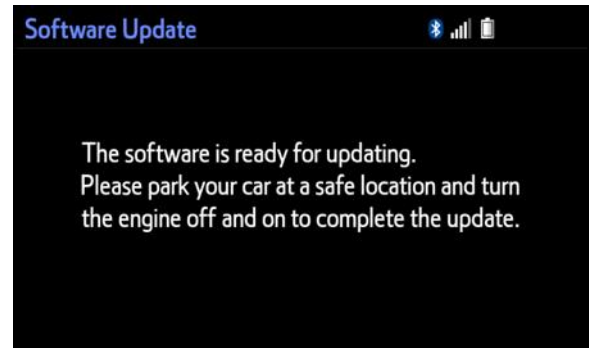 Software Update
The software is ready for updating.
Please park your car at a safe location and turn
the engine off and on to complete the update.